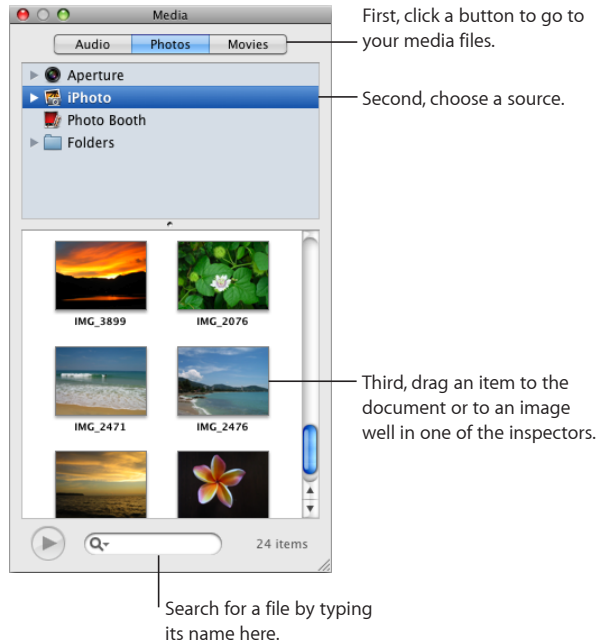 Media
Audio Photos Movies
First, click a button to go to
your media files.
Aperture
iPhoto
Second, choose a source.
Photo Booth
Folders
IMG_3899 IMG_2076
IMG_2471 IMG_2476
Third, drag an item to the
document or to an image
well in one of the inspectors.
24 items
Search for a file by typing
its name here.